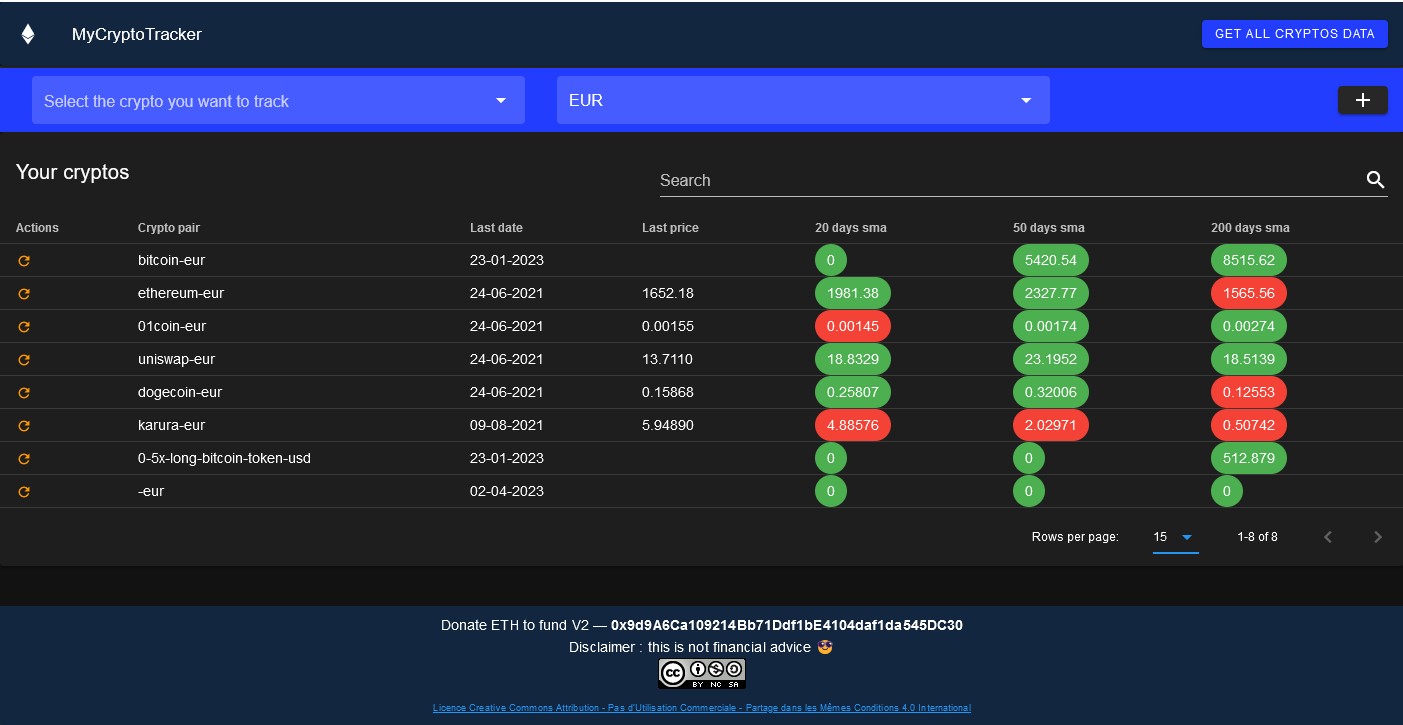 MyCryptoTracker GET ALL CRYPTOS DATA
Select the crypto you want to track EUR +
Your cryptos
Search
Actions Crypto pair Last date Last price 20 days sma 50 days sma 200 days sma
bitcoin-eur 23-01-2023 0 5420.54 8515.62
ethereum-eur 24-06-2021 1652.18 1981.38 2327.77 1565.56
01coin-eur 24-06-2021 0.00155 0.00145 0.00174 0.00274
uniswap-eur 24-06-2021 13.7110 18.8329 23.1952 18.5139
dogecoin-eur 24-06-2021 0.15868 0.25807 0.32006 0.12553
karura-eur 09-08-2021 5.94890 4.88576 2.02971 0.50742
0-5x-long-bitcoin-token-usd 23-01-2023 0 0 512.879
-eur 02-04-2023 0 0 0
Rows per page: 15 1-8 of 8
Donate ETH to fund V2 — 0x9d9A6Ca109214Bb71Ddf1bE4104daf1da545DC30
Disclaimer : this is not financial advice 
cc
BY NC SA
Licence Creative Commons Attribution - Pas d'Utilisation Commerciale - Partage dans les Mêmes Conditions 4.0 International